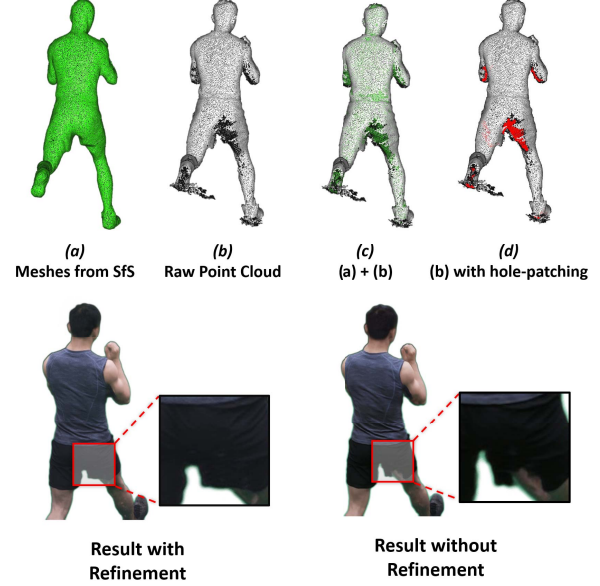 (a)
Meshes from SfS
(b)
Raw Point Cloud
(c)
(a) + (b)
(d)
(b) with hole-patching
Result with
Refinement
Result without
Refinement